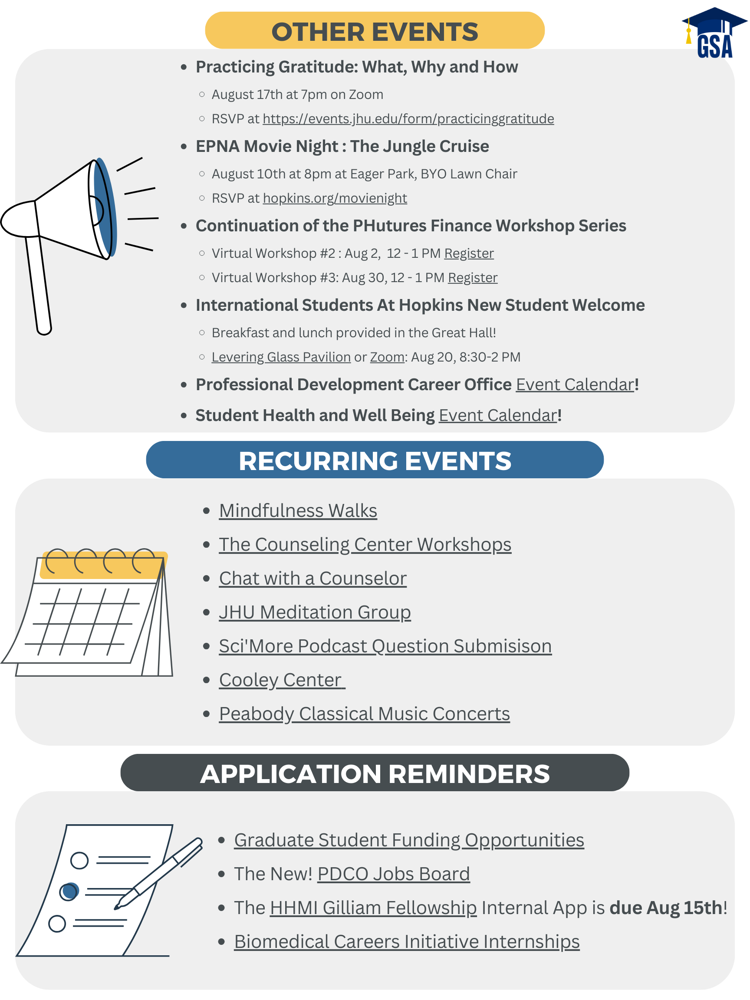 OTHER EVENTS
GSA
• Practicing Gratitude: What, Why and How
◦ August 17th at 7pm on Zoom
◦ RSVP at https://events.jhu.edu/form/practicinggratitude
• EPNA Movie Night : The Jungle Cruise
◦ August 10th at 8pm at Eager Park, BYO Lawn Chair
◦ RSVP at hopkins.org/movienight
• Continuation of the PHutures Finance Workshop Series
◦ Virtual Workshop #2 : Aug 2, 12 - 1 PM Register
◦ Virtual Workshop #3: Aug 30, 12 - 1 PM Register
• International Students At Hopkins New Student Welcome
◦ Breakfast and lunch provided in the Great Hall!
◦ Levering Glass Pavilion or Zoom: Aug 20, 8:30-2 PM
• Professional Development Career Office Event Calendar!
• Student Health and Well Being Event Calendar!
RECURRING EVENTS
• Mindfulness Walks
• The Counseling Center Workshops
• Chat with a Counselor
• JHU Meditation Group
• Sci'More Podcast Question Submisison
• Cooley Center
• Peabody Classical Music Concerts
APPLICATION REMINDERS
• Graduate Student Funding Opportunities
• The New! PDCO Jobs Board
• The HHMI Gilliam Fellowship Internal App is due Aug 15th!
• Biomedical Careers Initiative Internships